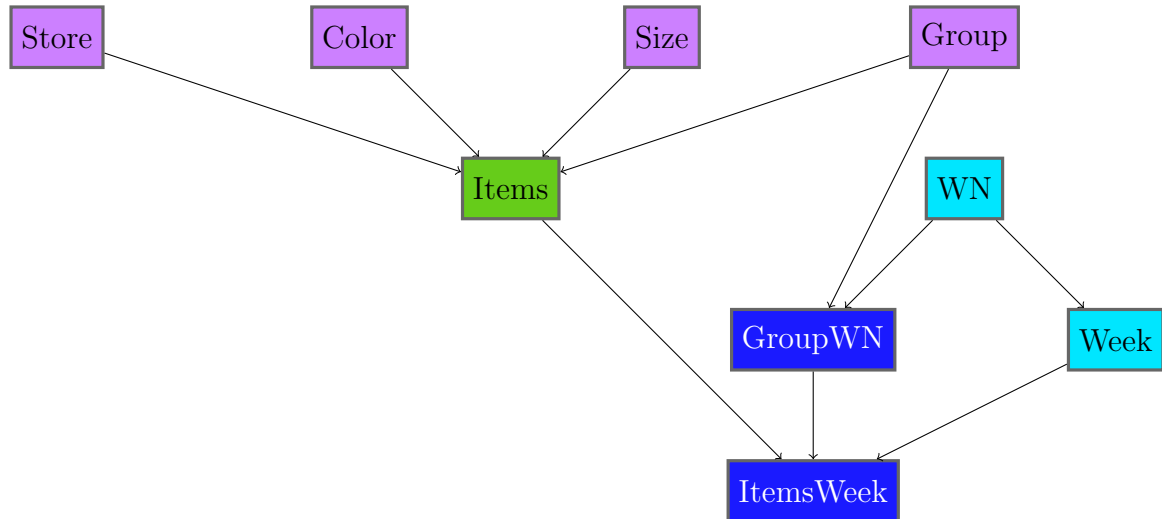 Store
Color
Size
Group
Items
WN
GroupWN
Week
ItemsWeek